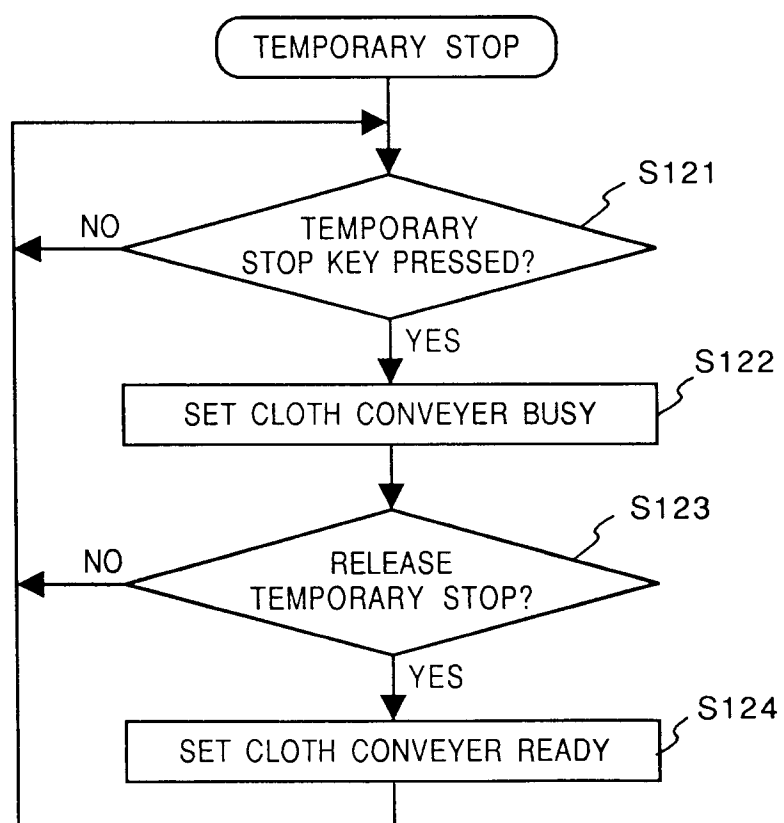 TEMPORARY STOP
S121
NO
TEMPORARY
STOP KEY PRESSED?
YES
S122
SET CLOTH CONVEYER BUSY
S123
NO
RELEASE
TEMPORARY STOP?
YES
S124
SET CLOTH CONVEYER READY